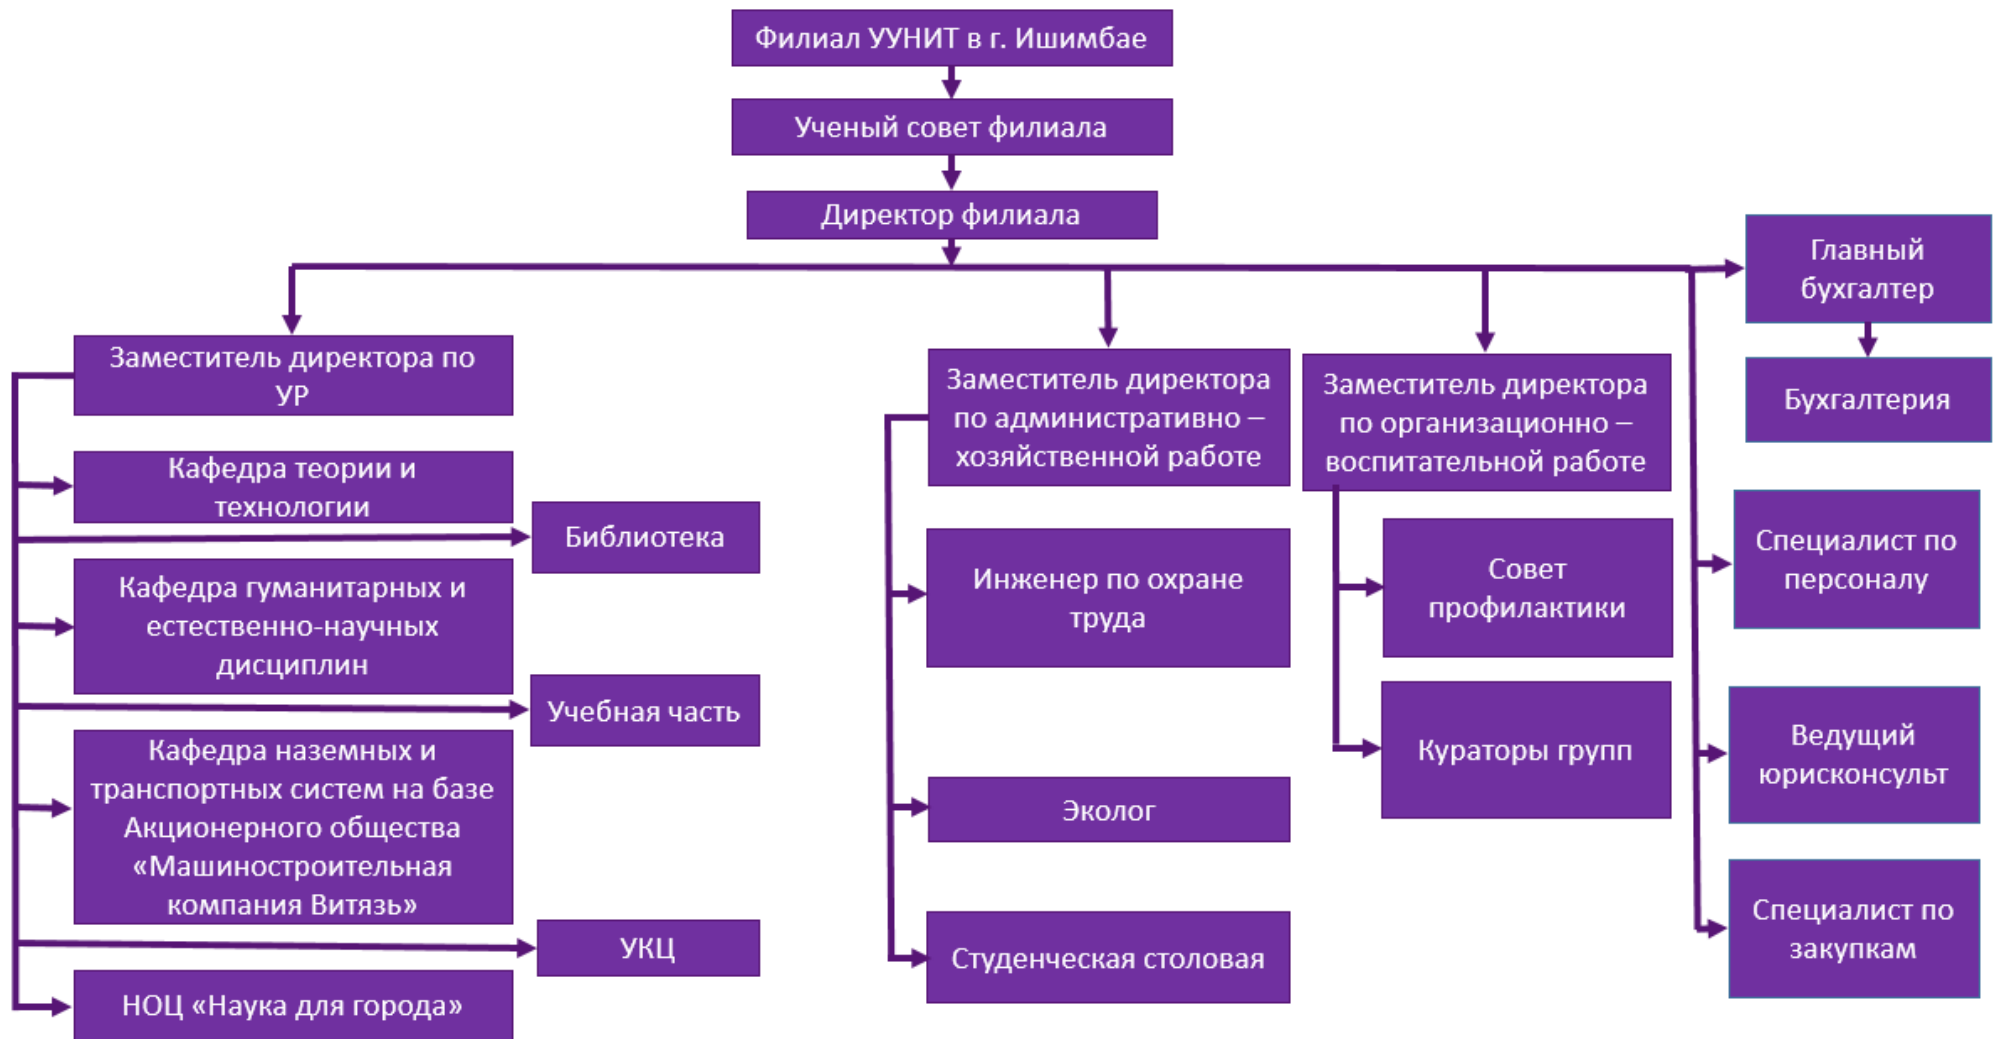 Филиал УУНИТ в г. Ишимбае
Ученый совет филиала
Директор филиала
Главный
бухгалтер
Бухгалтерия
Заместитель директора по
УР
Кафедра теории и
технологии
Библиотека
Кафедра гуманитарных и
естественно-научных
дисциплин
Учебная часть
Кафедра наземных и
транспортных систем на базе
Акционерного общества
«Машиностроительная
компания Витязь»
УКЦ
НОЦ «Наука для города»
Заместитель директора
по административно –
хозяйственной работе
Инженер по охране
труда
Эколог
Студенческая столовая
Заместитель директора
по организационно –
воспитательной работе
Совет
профилактики
Кураторы групп
Специалист по
персоналу
Ведущий
юрисконсульт
Специалист по
закупкам